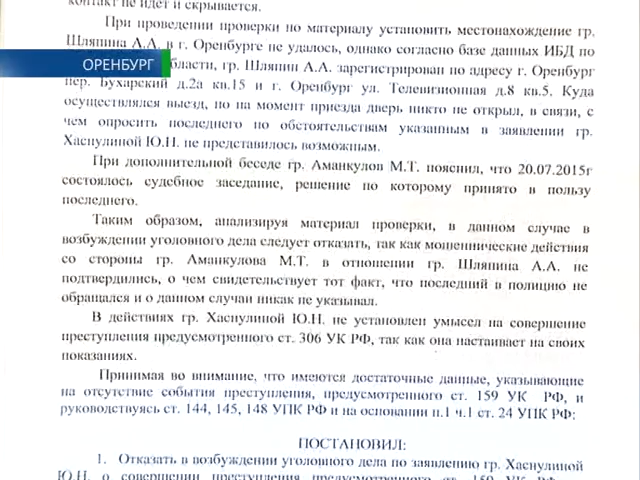 контакт не идет и скрывается.
При проведении проверки по материалу установить местонахождение гр.
Шляпина А.А. в г. Оренбурге не удалось, однако согласно базе данных ИБД по
ОРЕНБУРГ
области, гр. Шляпин А.А. зарегистрирован по адресу г. Оренбург
пер. Бухарский д.2а кв.15 и г. Оренбург ул. Телевизионная д.8 кв.5. Куда
осуществлялся выезд, но на момент приезда дверь никто не открыл, в связи, с
чем опросить последнего по обстоятельствам указанным в заявлении гр.
Хаснулиной Ю.Н. не представилось возможным.
При дополнительной беседе гр. Аманкулов М.Т. пояснил, что 20.07.2015г
состоялось судебное заседание, решение по которому принято в пользу
последнего.
Таким образом, анализируя материал проверки, в данном случае в
возбуждении уголовного дела следует отказать, так как мошеннические действия
со стороны гр. Аманкулова М.Т. в отношении гр. Шляпина А.А. не
подтвердились, о чем свидетельствует тот факт, что последний в полицию не
обращался и о данном случаи никак не указывал.
В действиях гр. Хаснулиной Ю.Н. не установлен умысел на совершение
преступления предусмотренного ст. 306 УК РФ, так как она настаивает на своих
показаниях.
Принимая во внимание, что имеются достаточные данные, указывающие
на отсутствие события преступления, предусмотренного ст. 159 УК РФ, и
руководствуясь ст. 144, 145, 148 УПК РФ и на основании п.1 ч.1 ст. 24 УПК РФ:
ПОСТАНОВИЛ:
1. Отказать в возбуждении уголовного дела по заявлению гр. Хаснулиной
Ю.Н. о совершении преступления предусмотренного ст. 159 УК РФ